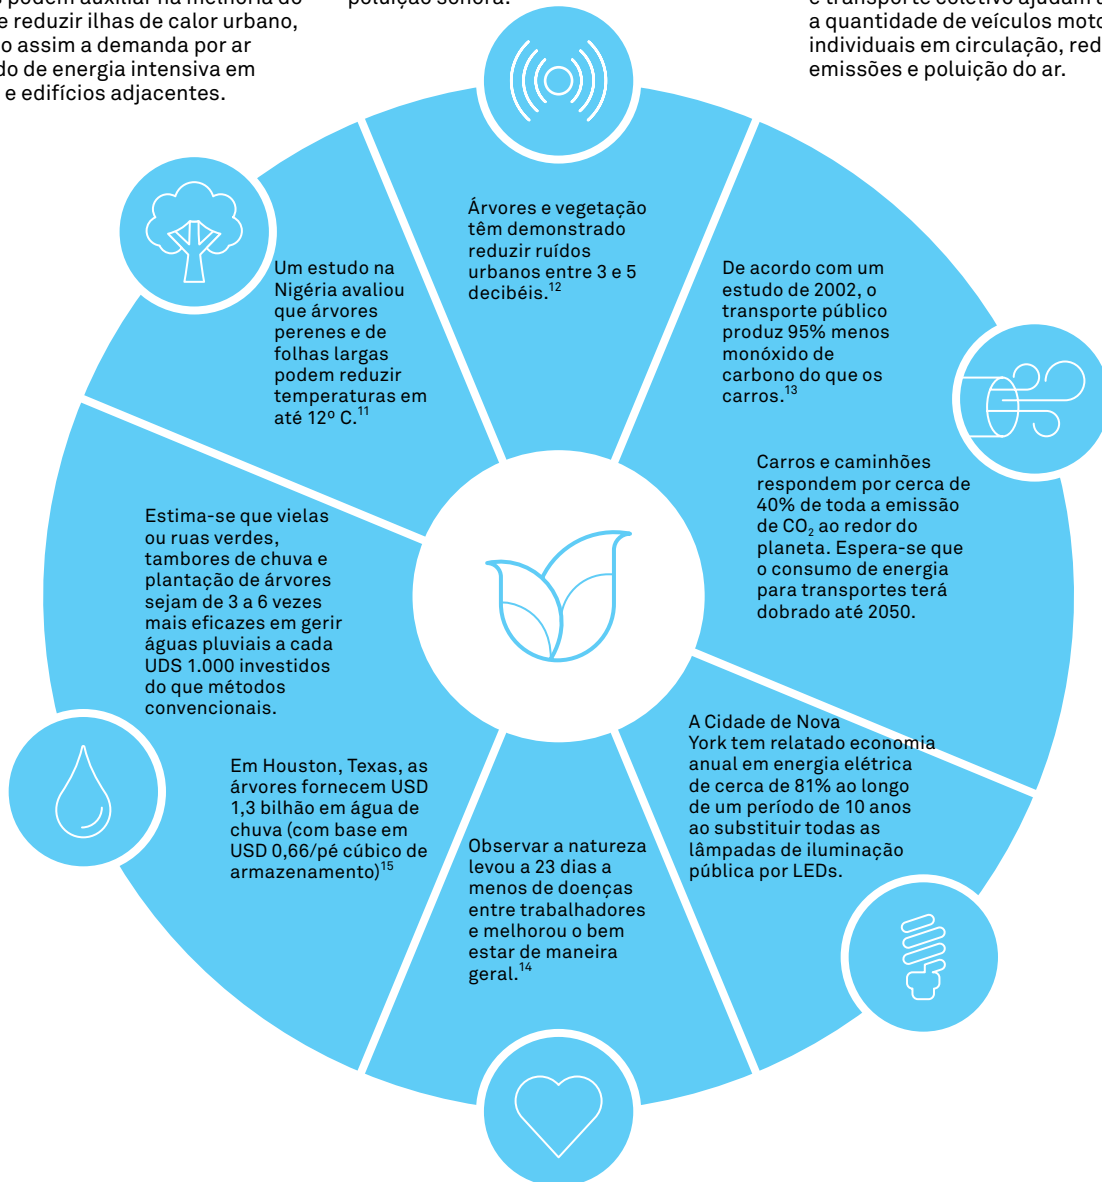 podem auxiliar na melhoria do
e reduzir ilhas de calor urbano,
o assim a demanda por ar
do de energia intensiva em
e edifícios adjacentes.
poluição sonora.
e transporte coletivo ajudam a
a quantidade de veículos moto
individuais em circulação, red
emissões e poluição do ar.
Árvores e vegetação
têm demonstrado
reduzir ruídos
urbanos entre 3 e 5
decibéis.12
Um estudo na
Nigéria avaliou
que árvores
perenes e de
folhas largas
podem reduzir
temperaturas em
até 12º C.11
De acordo com um
estudo de 2002, o
transporte público
produz 95% menos
monóxido de
carbono do que os
carros.13
Carros e caminhões
respondem por cerca de
40% de toda a emissão
de CO2 ao redor do
planeta. Espera-se que
o consumo de energia
para transportes terá
dobrado até 2050.
Estima-se que vielas
ou ruas verdes,
tambores de chuva e
plantação de árvores
sejam de 3 a 6 vezes
mais eficazes em gerir
águas pluviais a cada
UDS 1.000 investidos
do que métodos
convencionais.
Em Houston, Texas, as
árvores fornecem USD
1,3 bilhão em água de
chuva (com base em
USD 0,66/pé cúbico de
armazenamento)15
Observar a natureza
levou a 23 dias a
menos de doenças
entre trabalhadores
e melhorou o bem
estar de maneira
geral.14
A Cidade de Nova
York tem relatado economia
anual em energia elétrica
de cerca de 81% ao longo
de um período de 10 anos
ao substituir todas as
lâmpadas de iluminação
pública por LEDs.